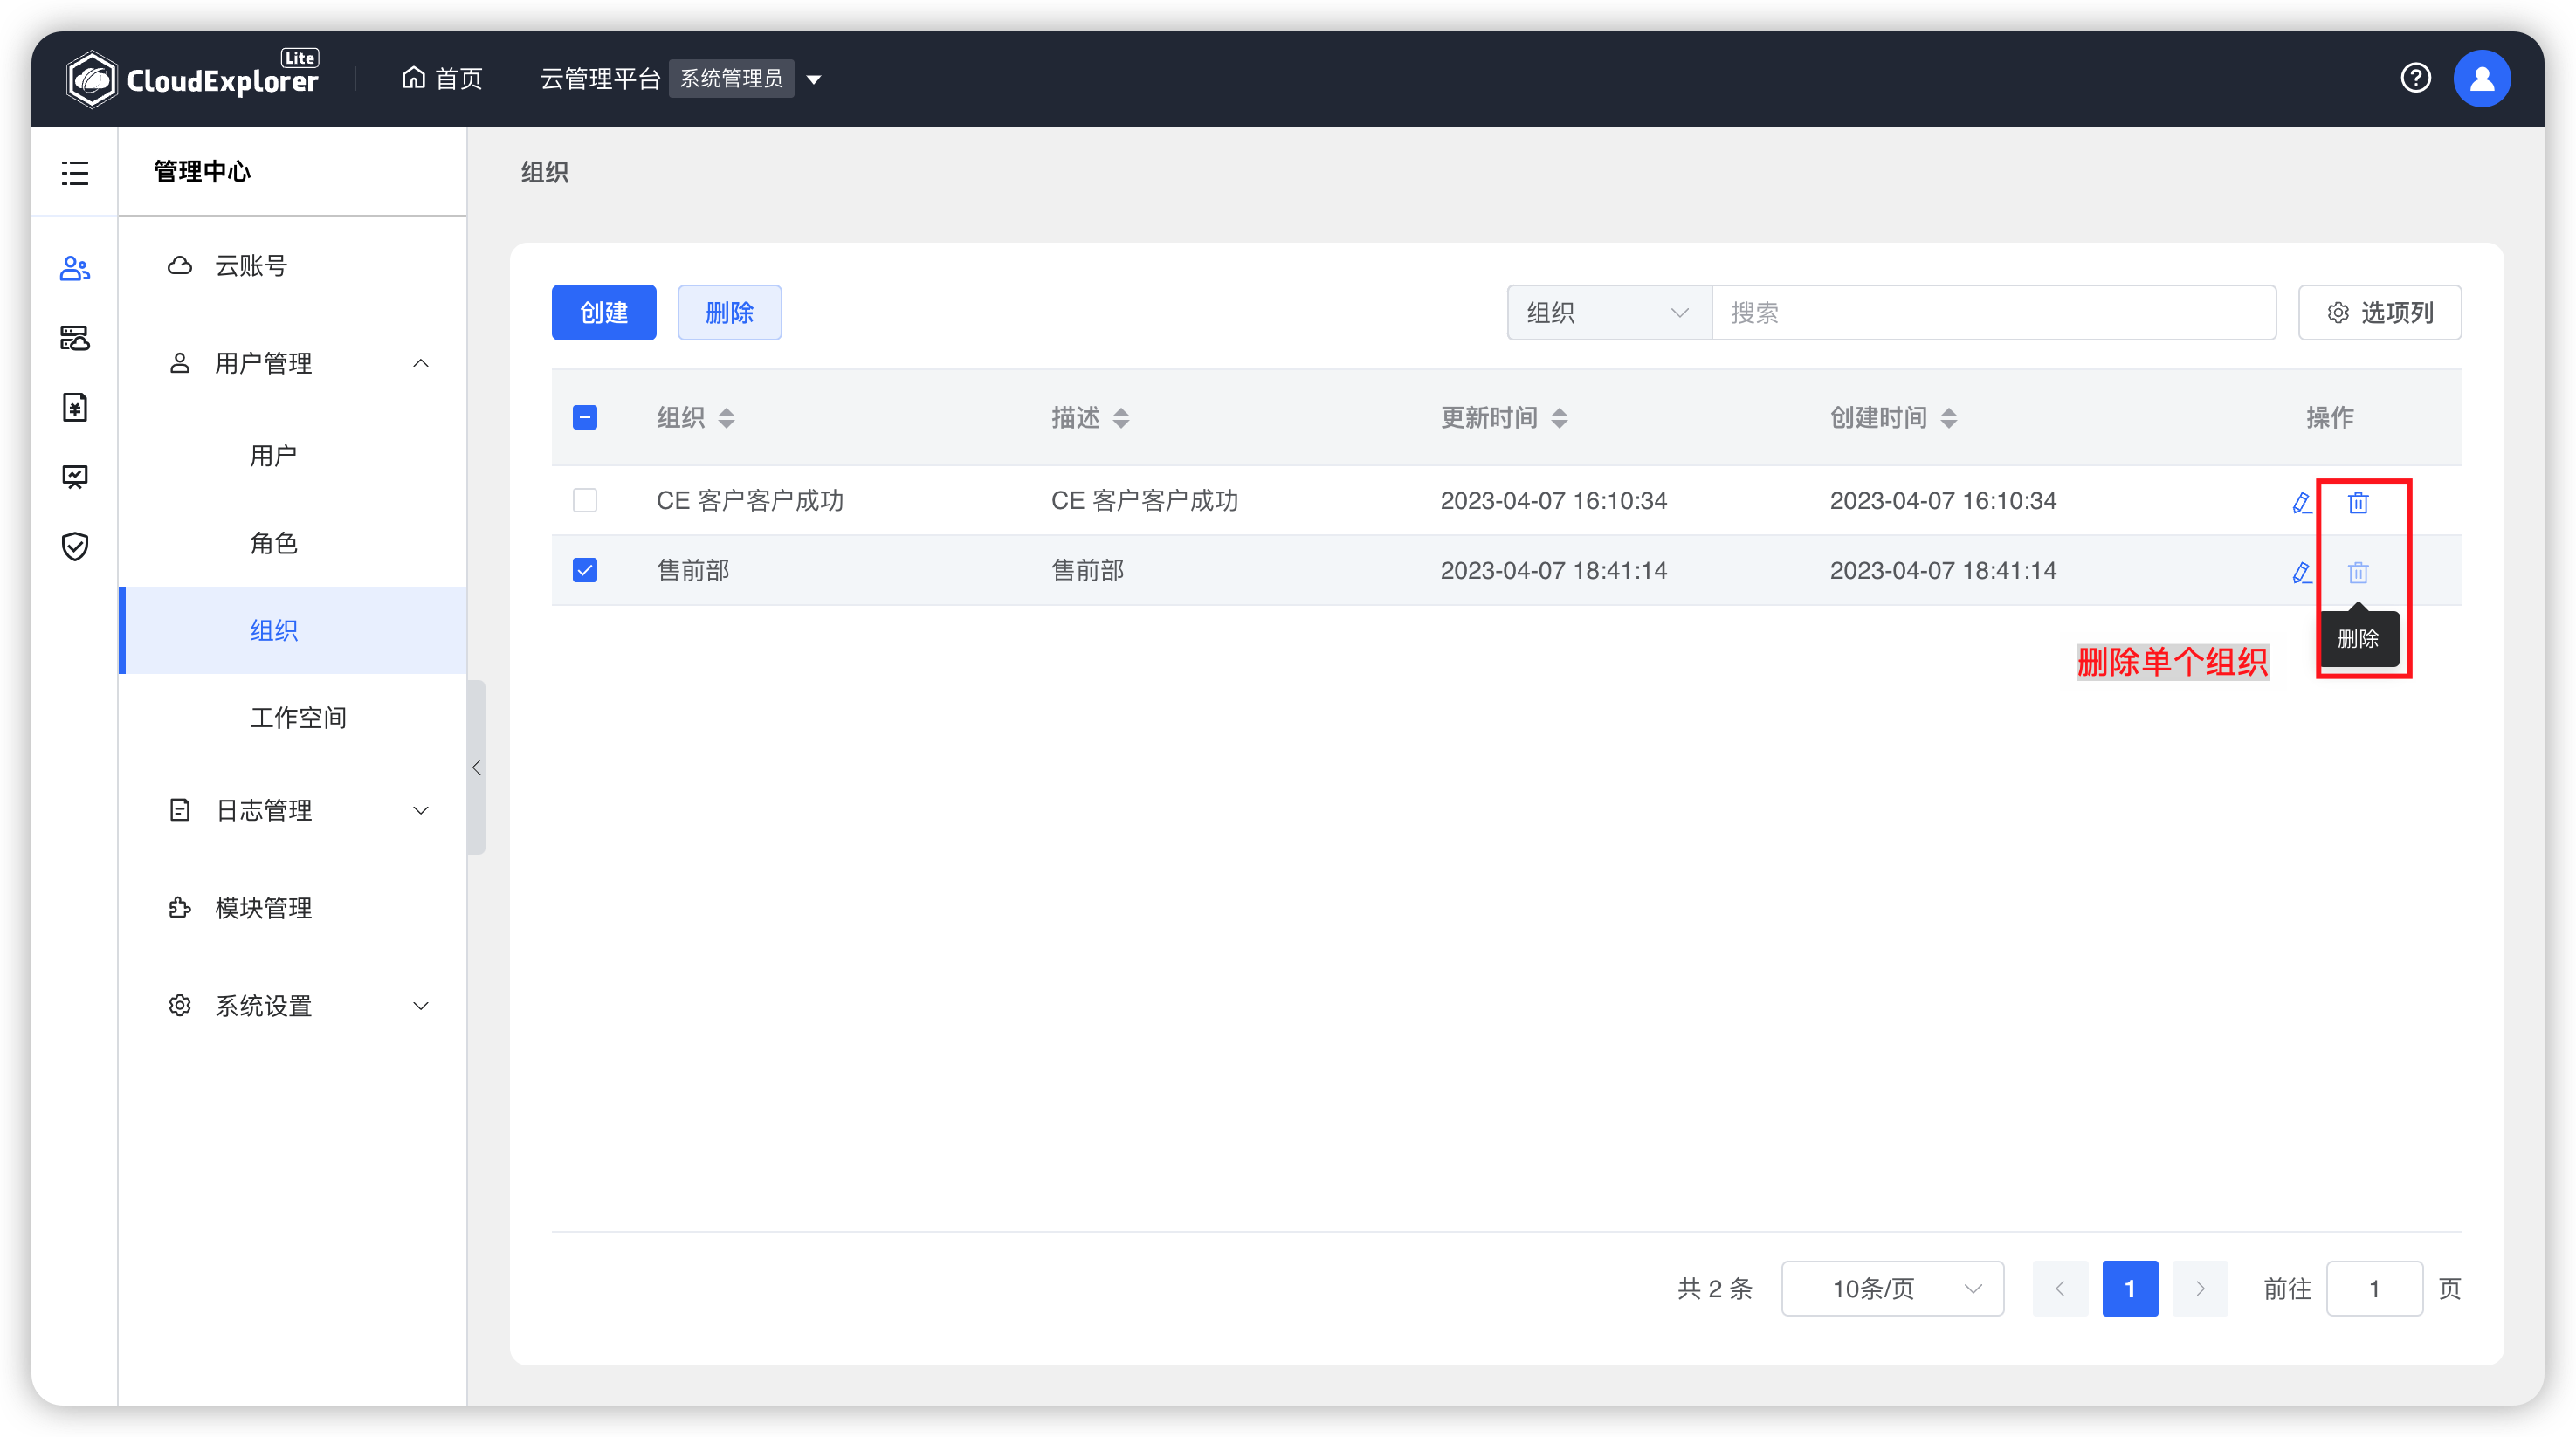 CloudExplorer Lite
首页
云管理平台 系统管理员
管理中心
云账号
用户管理
用户
角色
组织
工作空间
日志管理
模块管理
系统设置
组织
创建 删除 组织 搜索 选项列
组织 描述 更新时间 创建时间 操作
CE 客户客户成功 CE 客户客户成功 2023-04-07 16:10:34 2023-04-07 16:10:34
售前部 售前部 2023-04-07 18:41:14 2023-04-07 18:41:14
删除
删除单个组织
共 2 条 10条/页 1 前往 1 页